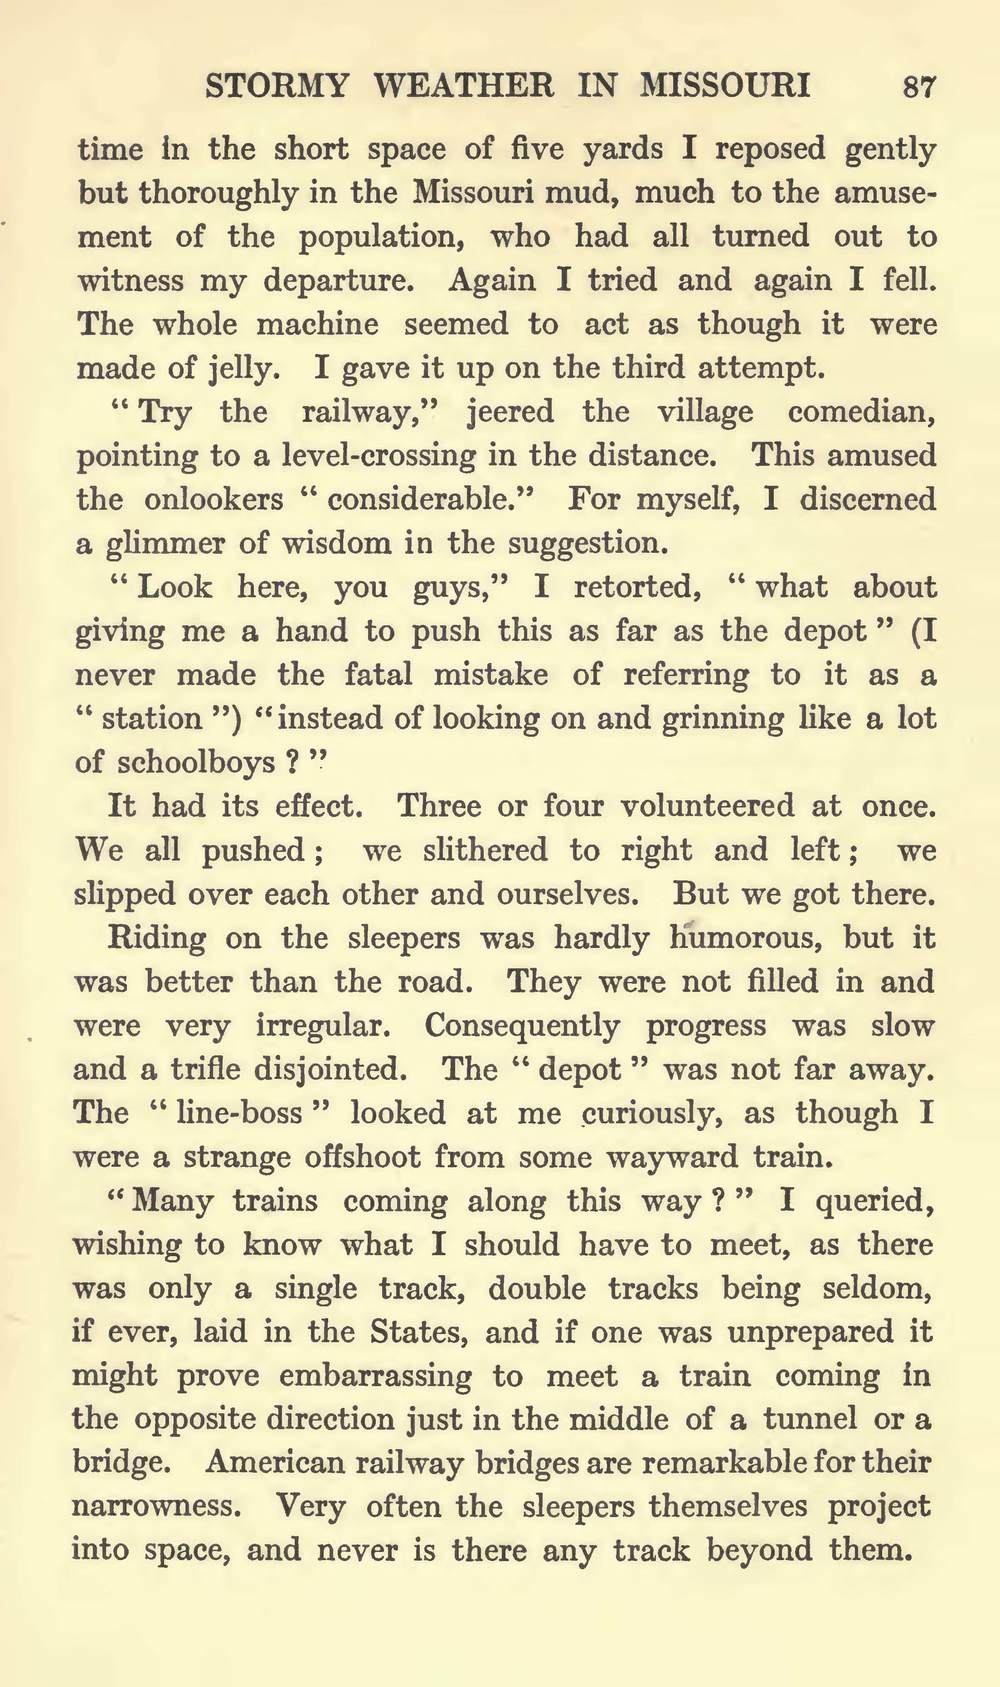 STORMY WEATHER IN MISSOURI 87
time in the short space of five yards I reposed gently
but thoroughly in the Missouri mud, much to the amuse-
ment of the population, who had all turned out to
witness my departure. Again I tried and again I fell.
The whole machine seemed to act as though it were
made of jelly. I gave it up on the third attempt.
“ Try the railway,” jeered the village comedian,
pointing to a level-crossing in the distance. This amused
the onlookers “ considerable.” For myself, I discerned
a glimmer of wisdom in the suggestion.
“ Look here, you guys,” I retorted, “ what about
giving me a hand to push this as far as the depot ” (I
never made the fatal mistake of referring to it as a
“ station ”) “instead of looking on and grinning like a lot
of schoolboys ? ”
It had its effect. Three or four volunteered at once.
We all pushed ; we slithered to right and left ; we
slipped over each other and ourselves. But we got there.
Riding on the sleepers was hardly humorous, but it
was better than the road. They were not filled in and
were very irregular. Consequently progress was slow
and a trifle disjointed. The “ depot ” was not far away.
The “ line-boss ” looked at me curiously, as though I
were a strange offshoot from some wayward train.
“ Many trains coming along this way ? ” I queried,
wishing to know what I should have to meet, as there
was only a single track, double tracks being seldom,
if ever, laid in the States, and if one was unprepared it
might prove embarrassing to meet a train coming in
the opposite direction just in the middle of a tunnel or a
bridge. American railway bridges are remarkable for their
narrowness. Very often the sleepers themselves project
into space, and never is there any track beyond them.